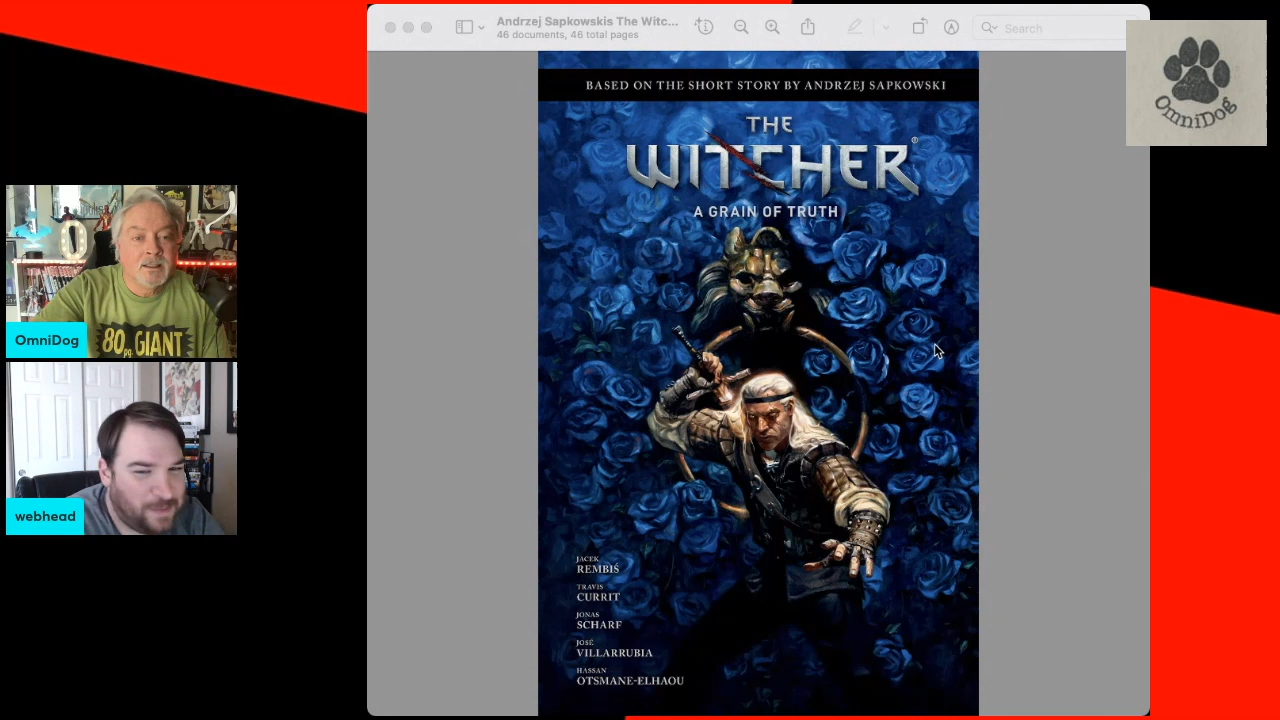 Andrzej Sapkowskis The Witc...
46 documents, 46 total pages
Search
OmniDog
BASED ON THE SHORT STORY BY ANDRZEJ SAPKOWSKI
THE
WITCHER®
A GRAIN OF TRUTH
JACEK
REMBIŚ
TRAVIS
CURRIT
JONAS
SCHARF
JOSÉ
VILLARRUBIA
HASSAN
OTSMANE-ELHAOU
80 pg. GIANT
OmniDog
webhead